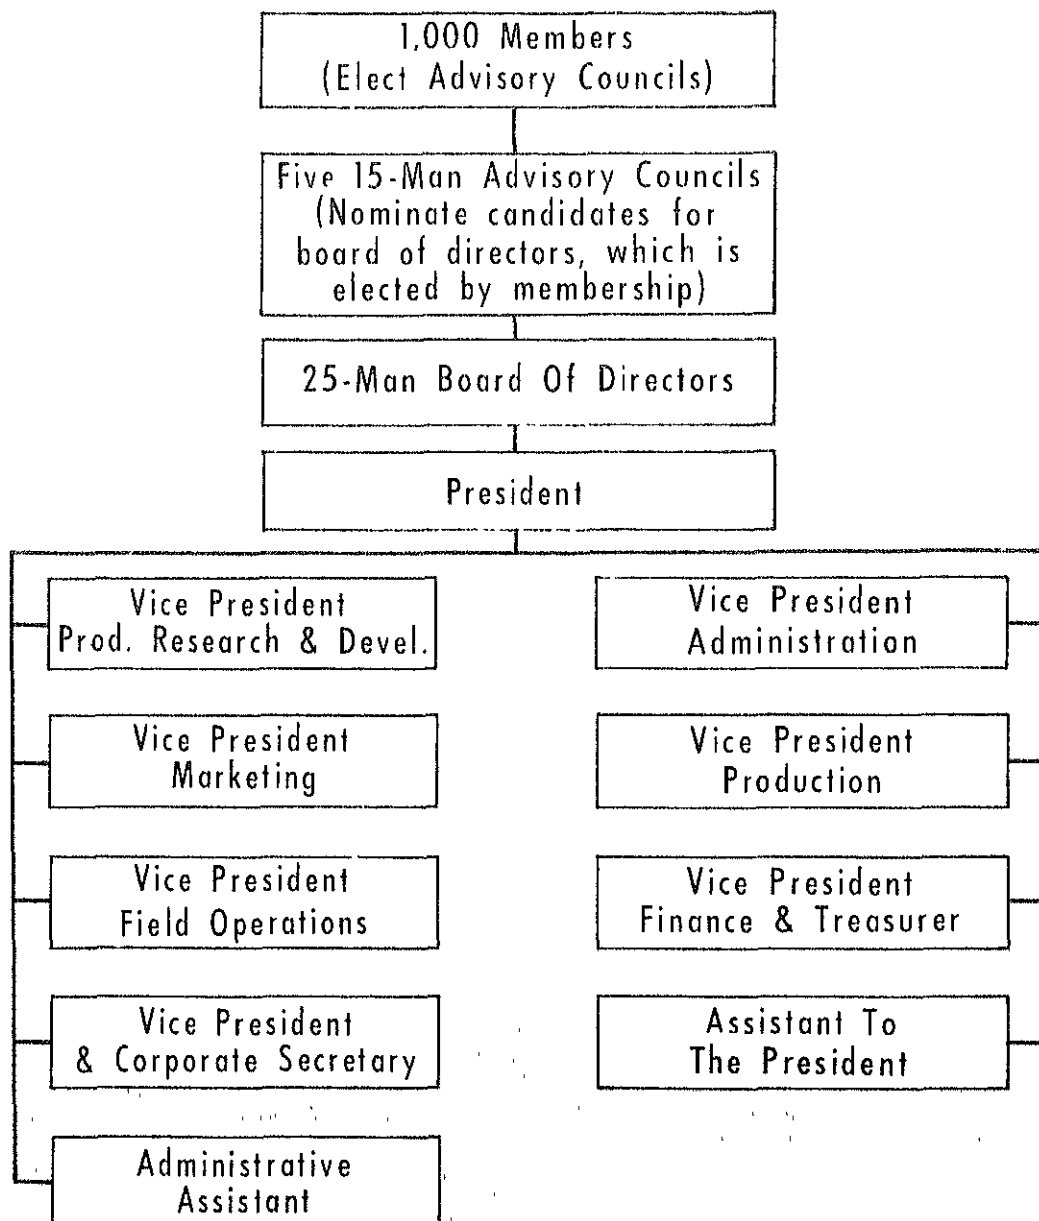 1,000 Members
(Elect Advisory Councils)
Five 15-Man Advisory Councils
(Nominate candidates for
board of directors, which is
elected by membership)
25-Man Board Of Directors
President
Vice President
Prod. Research & Devel.
Vice President
Administration
Vice President
Marketing
Vice President
Production
Vice President
Field Operations
Vice President
Finance & Treasurer
Vice President
& Corporate Secretary
Assistant To
The President
Administrative
Assistant